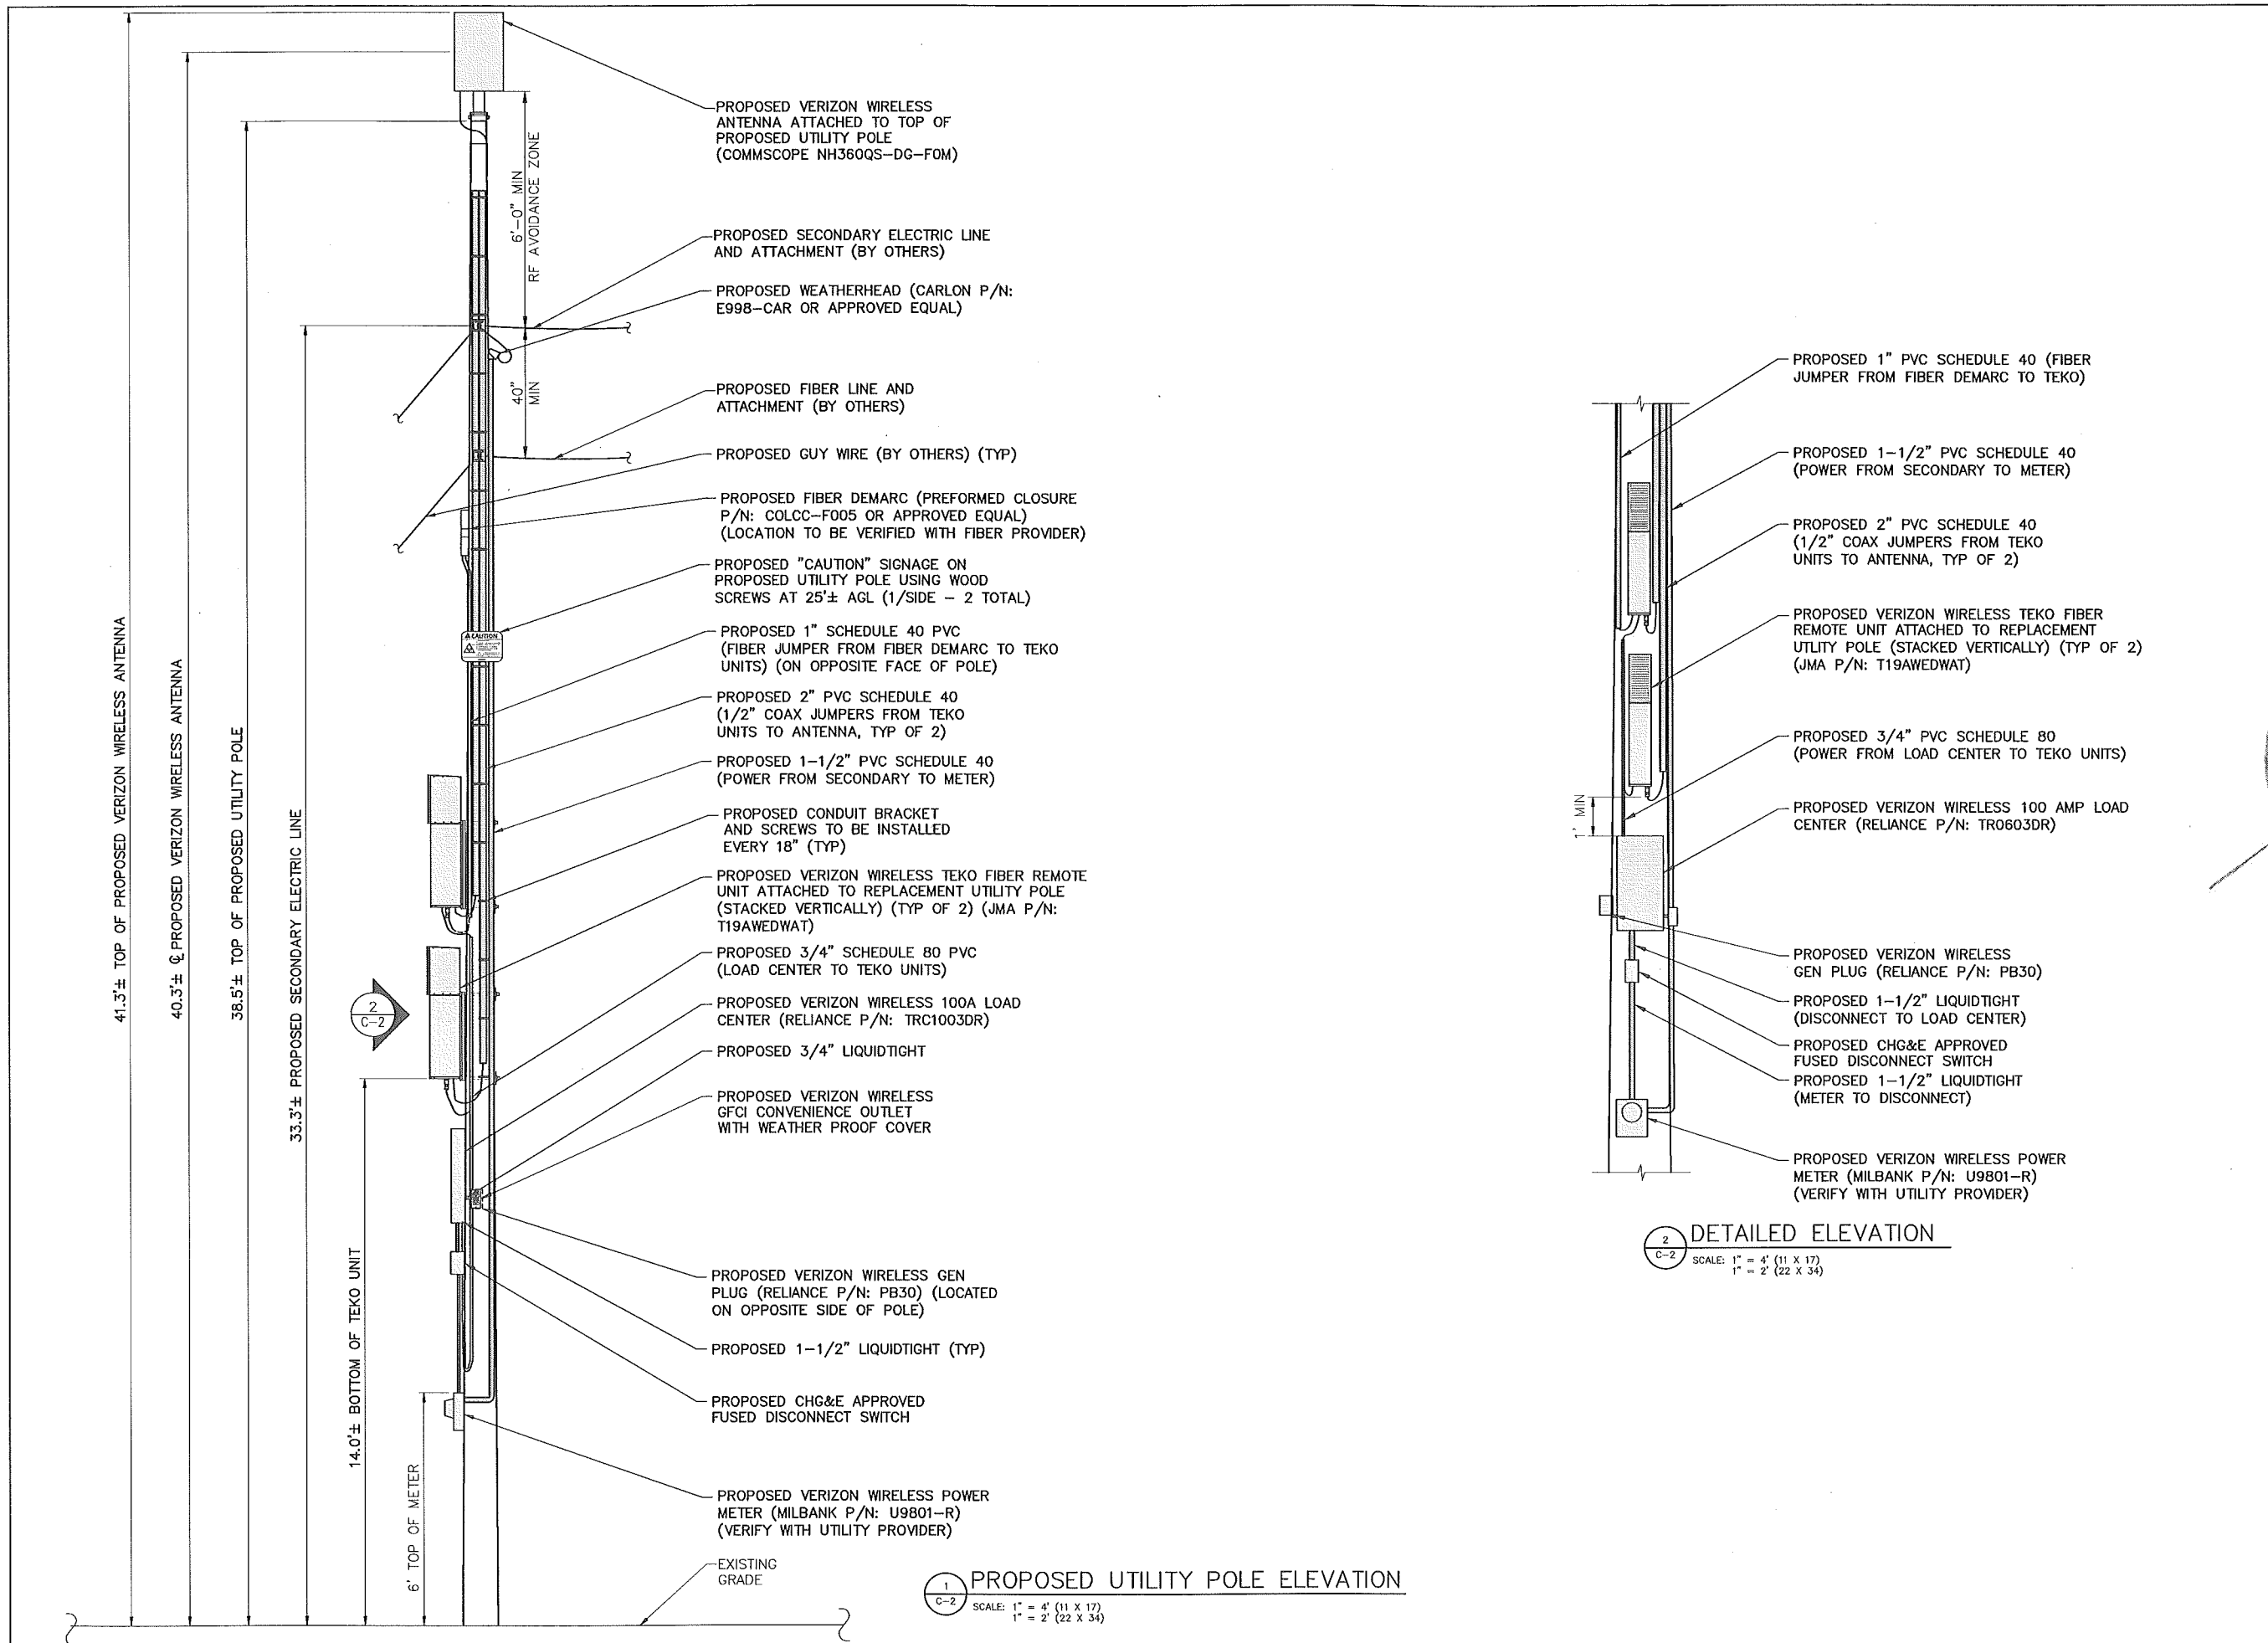 41.3'± TOP OF PROPOSED VERIZON WIRELESS ANTENNA
40.3'± ℄ PROPOSED VERIZON WIRELESS ANTENNA
38.5'± TOP OF PROPOSED UTILITY POLE
33.3'± PROPOSED SECONDARY ELECTRIC LINE
14.0'± BOTTOM OF TEKO UNIT
6' TOP OF METER
6'-0" MIN
RF AVOIDANCE ZONE
40"
MIN
2
C-2
CAUTION
PROPOSED VERIZON WIRELESS
ANTENNA ATTACHED TO TOP OF
PROPOSED UTILITY POLE
(COMMSCOPE NH360QS-DG-F0M)
PROPOSED SECONDARY ELECTRIC LINE
AND ATTACHMENT (BY OTHERS)
PROPOSED WEATHERHEAD (CARLON P/N:
E998-CAR OR APPROVED EQUAL)
PROPOSED FIBER LINE AND
ATTACHMENT (BY OTHERS)
PROPOSED GUY WIRE (BY OTHERS) (TYP)
PROPOSED FIBER DEMARC (PREFORMED CLOSURE
P/N: COLCC-F005 OR APPROVED EQUAL)
(LOCATION TO BE VERIFIED WITH FIBER PROVIDER)
PROPOSED "CAUTION" SIGNAGE ON
PROPOSED UTILITY POLE USING WOOD
SCREWS AT 25'± AGL (1/SIDE - 2 TOTAL)
PROPOSED 1" SCHEDULE 40 PVC
(FIBER JUMPER FROM FIBER DEMARC TO TEKO
UNITS) (ON OPPOSITE FACE OF POLE)
PROPOSED 2" PVC SCHEDULE 40
(1/2" COAX JUMPERS FROM TEKO
UNITS TO ANTENNA, TYP OF 2)
PROPOSED 1-1/2" PVC SCHEDULE 40
(POWER FROM SECONDARY TO METER)
PROPOSED CONDUIT BRACKET
AND SCREWS TO BE INSTALLED
EVERY 18" (TYP)
PROPOSED VERIZON WIRELESS TEKO FIBER REMOTE
UNIT ATTACHED TO REPLACEMENT UTILITY POLE
(STACKED VERTICALLY) (TYP OF 2) (JMA P/N:
T19AWEDWAT)
PROPOSED 3/4" SCHEDULE 80 PVC
(LOAD CENTER TO TEKO UNITS)
PROPOSED VERIZON WIRELESS 100A LOAD
CENTER (RELIANCE P/N: TRC1003DR)
PROPOSED 3/4" LIQUIDTIGHT
PROPOSED VERIZON WIRELESS
GFCI CONVENIENCE OUTLET
WITH WEATHER PROOF COVER
PROPOSED VERIZON WIRELESS GEN
PLUG (RELIANCE P/N: PB30) (LOCATED
ON OPPOSITE SIDE OF POLE)
PROPOSED 1-1/2" LIQUIDTIGHT (TYP)
PROPOSED CHG&E APPROVED
FUSED DISCONNECT SWITCH
PROPOSED VERIZON WIRELESS POWER
METER (MILBANK P/N: U9801-R)
(VERIFY WITH UTILITY PROVIDER)
EXISTING
GRADE
1
C-2
PROPOSED UTILITY POLE ELEVATION
SCALE: 1" = 4' (11 X 17)
1" = 2' (22 X 34)
1' MIN
PROPOSED 1" PVC SCHEDULE 40 (FIBER
JUMPER FROM FIBER DEMARC TO TEKO)
PROPOSED 1-1/2" PVC SCHEDULE 40
(POWER FROM SECONDARY TO METER)
PROPOSED 2" PVC SCHEDULE 40
(1/2" COAX JUMPERS FROM TEKO
UNITS TO ANTENNA, TYP OF 2)
PROPOSED VERIZON WIRELESS TEKO FIBER
REMOTE UNIT ATTACHED TO REPLACEMENT
UTLITY POLE (STACKED VERTICALLY) (TYP OF 2)
(JMA P/N: T19AWEDWAT)
PROPOSED 3/4" PVC SCHEDULE 80
(POWER FROM LOAD CENTER TO TEKO UNITS)
PROPOSED VERIZON WIRELESS 100 AMP LOAD
CENTER (RELIANCE P/N: TR0603DR)
PROPOSED VERIZON WIRELESS
GEN PLUG (RELIANCE P/N: PB30)
PROPOSED 1-1/2" LIQUIDTIGHT
(DISCONNECT TO LOAD CENTER)
PROPOSED CHG&E APPROVED
FUSED DISCONNECT SWITCH
PROPOSED 1-1/2" LIQUIDTIGHT
(METER TO DISCONNECT)
PROPOSED VERIZON WIRELESS POWER
METER (MILBANK P/N: U9801-R)
(VERIFY WITH UTILITY PROVIDER)
2
C-2
DETAILED ELEVATION
SCALE: 1" = 4' (11 X 17)
1" = 2' (22 X 34)